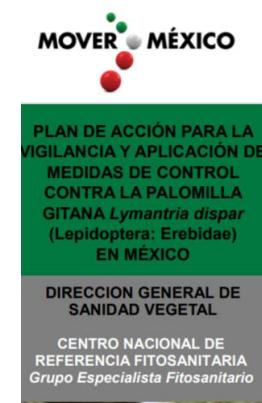 MOVER MÉXICO
PLAN DE ACCIÓN PARA LA
VIGILANCIA Y APLICACIÓN DE
MEDIDAS DE CONTROL
CONTRA LA PALOMILLA
GITANA Lymantria dispar
(Lepidoptera: Erebidae)
EN MÉXICO
DIRECCION GENERAL DE
SANIDAD VEGETAL
CENTRO NACIONAL DE
REFERENCIA FITOSANITARIA
Grupo Especialista Fitosanitario